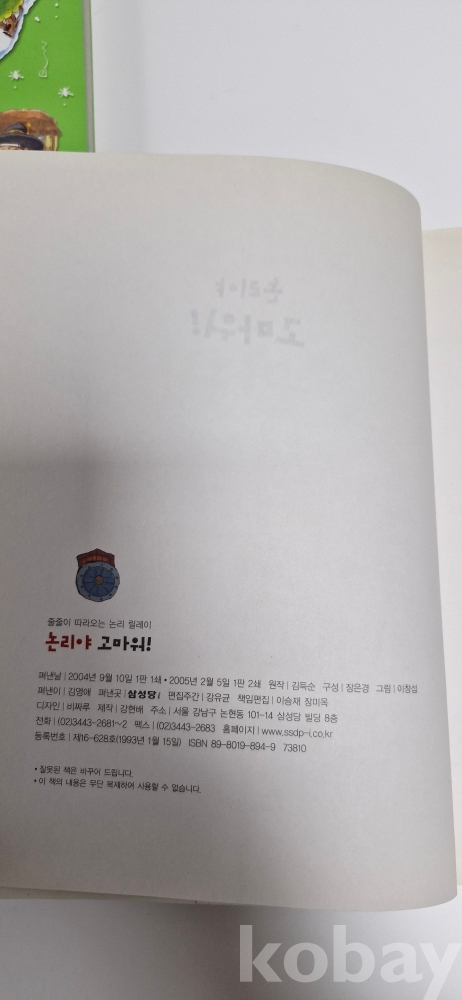 논리야
고마워!
줄줄이 따라오는 논리 릴레이
논리야 고마워!
펴낸날 | 2004년 9월 10일 1판 1쇄 • 2005년 2월 5일 1판 2쇄 원작 | 김득순 구성 | 장은경 그림 | 이창섭
펴낸이 | 김영애 펴낸곳 | 삼성당i 편집주간 | 강유균 책임편집 | 이승재 장미옥
디자인 | 비짜루 제작 | 강현배 주소 | 서울 강남구 논현동 101-14 삼성당 빌딩 8층
전화 | (02)3443-2681~2 팩스 | (02)3443-2683 홈페이지 | www.ssdp-i.co.kr
등록번호 | 제16-628호(1993년 1월 15일) ISBN 89-8019-894-9 73810
• 잘못된 책은 바꾸어 드립니다.
• 이 책의 내용은 무단 복제하여 사용할 수 없습니다.
kobay